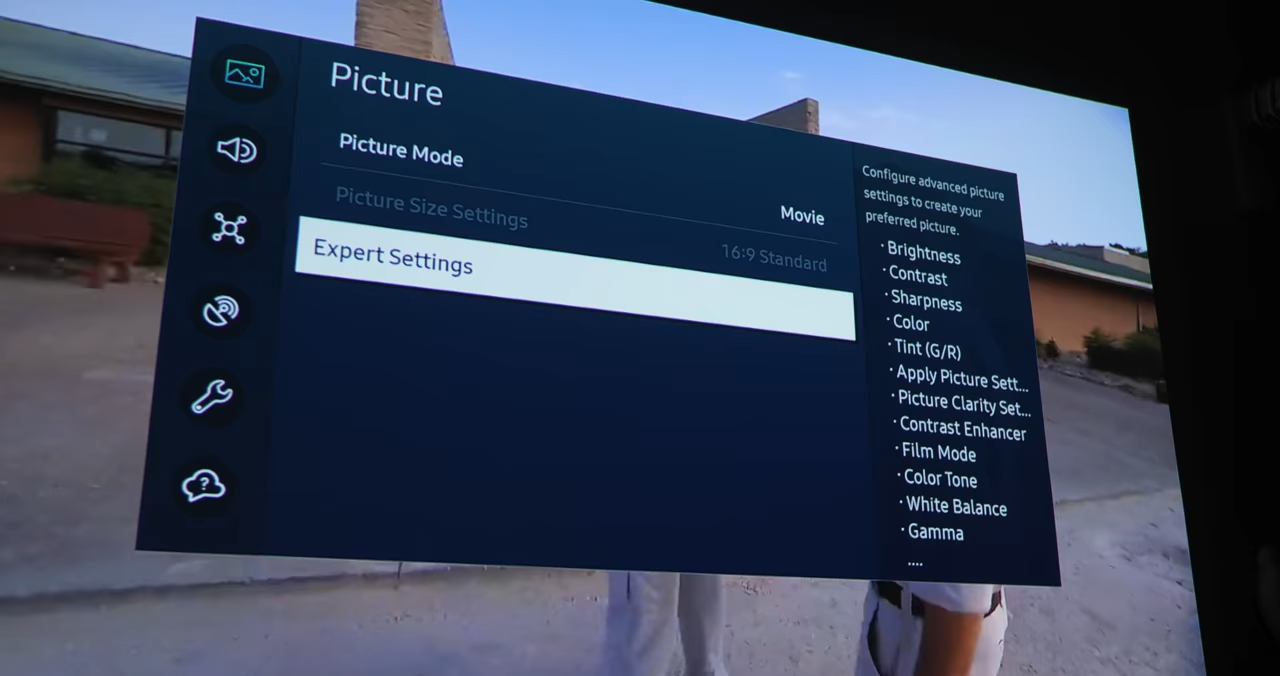 Picture
Picture Mode
Movie
Picture Size Settings
16:9 Standard
Expert Settings
Configure advanced picture
settings to create your
preferred picture.
· Brightness
· Contrast
· Sharpness
· Color
· Tint (G/R)
· Apply Picture Sett...
· Picture Clarity Set...
· Contrast Enhancer
· Film Mode
· Color Tone
· White Balance
· Gamma
....
?